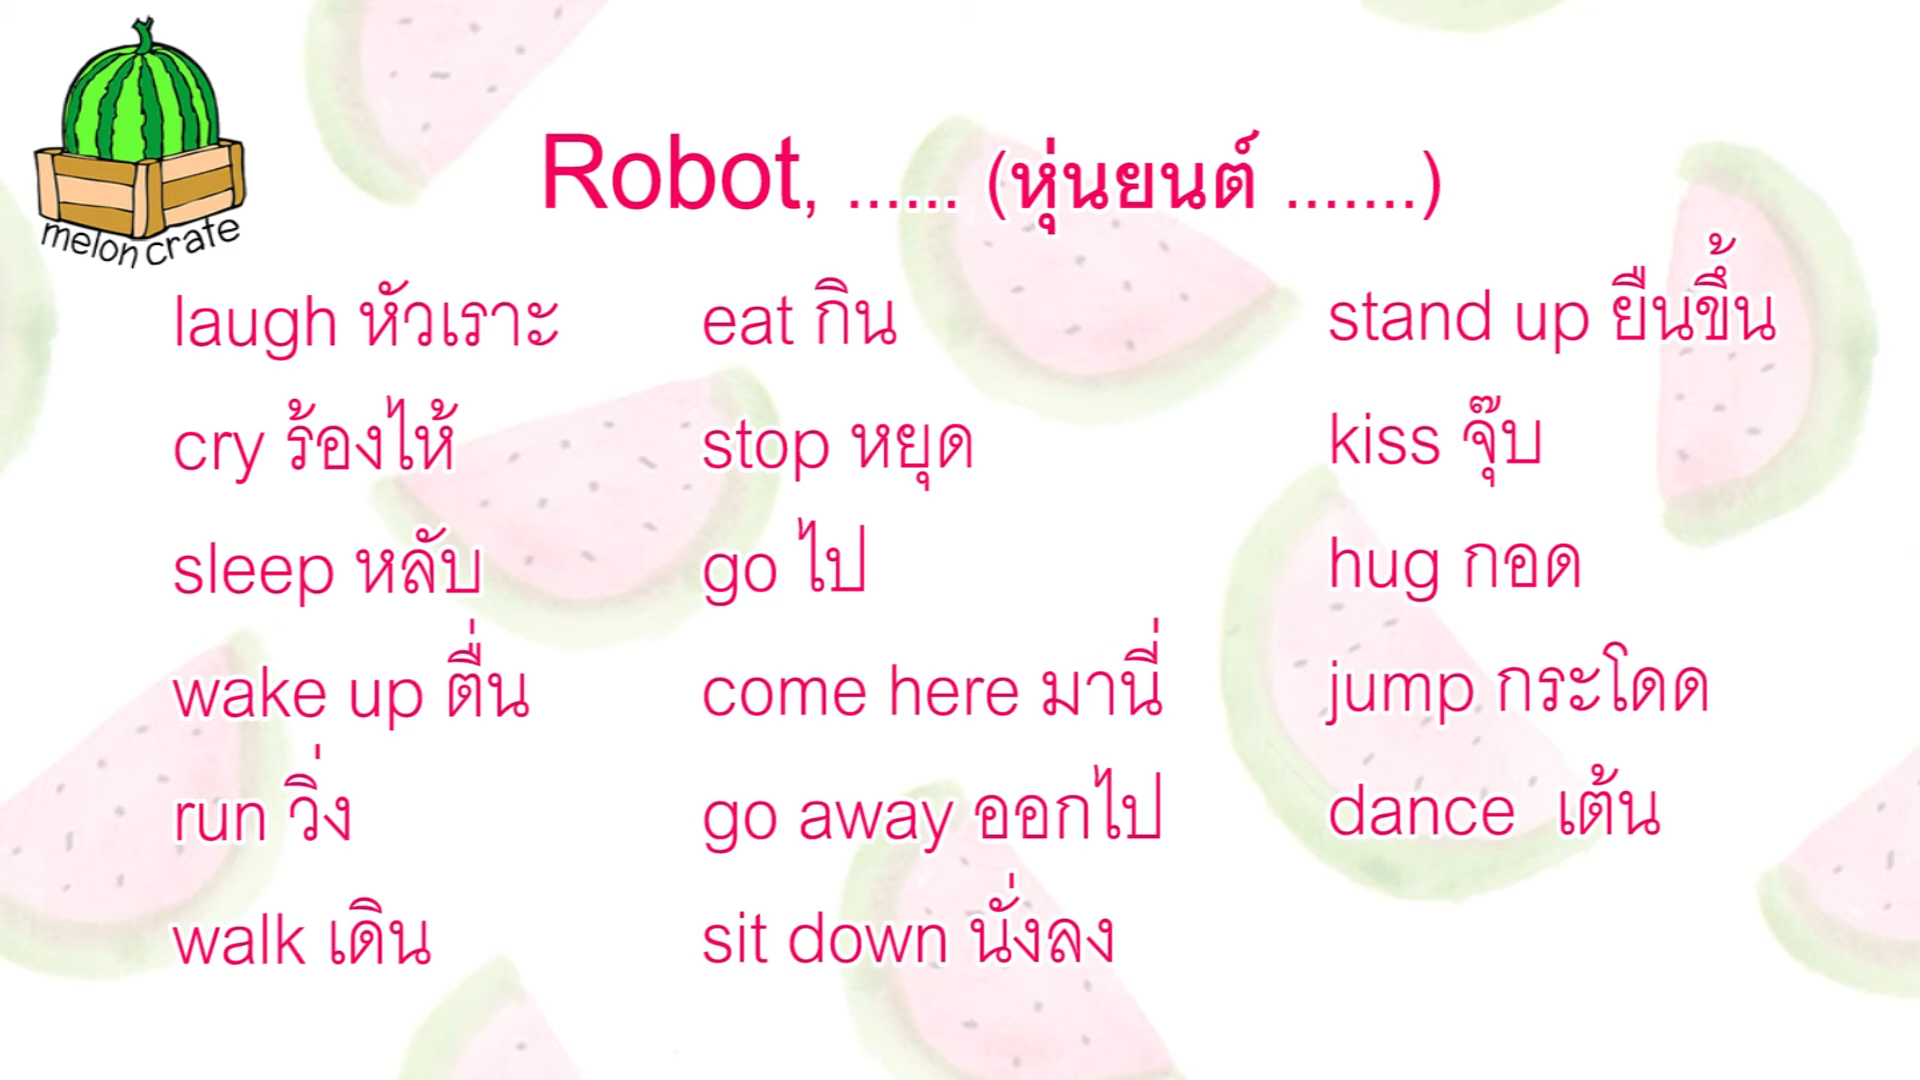 melon crate
Robot, ...... (หุ่นยนต์ .......)
laugh หัวเราะ
cry ร้องไห้
sleep หลับ
wake up ตื่น
run วิ่ง
walk เดิน
eat กิน
stop หยุด
go ไป
come here มานี่
go away ออกไป
sit down นั่งลง
stand up ยืนขึ้น
kiss จุ๊บ
hug กอด
jump กระโดด
dance เต้น